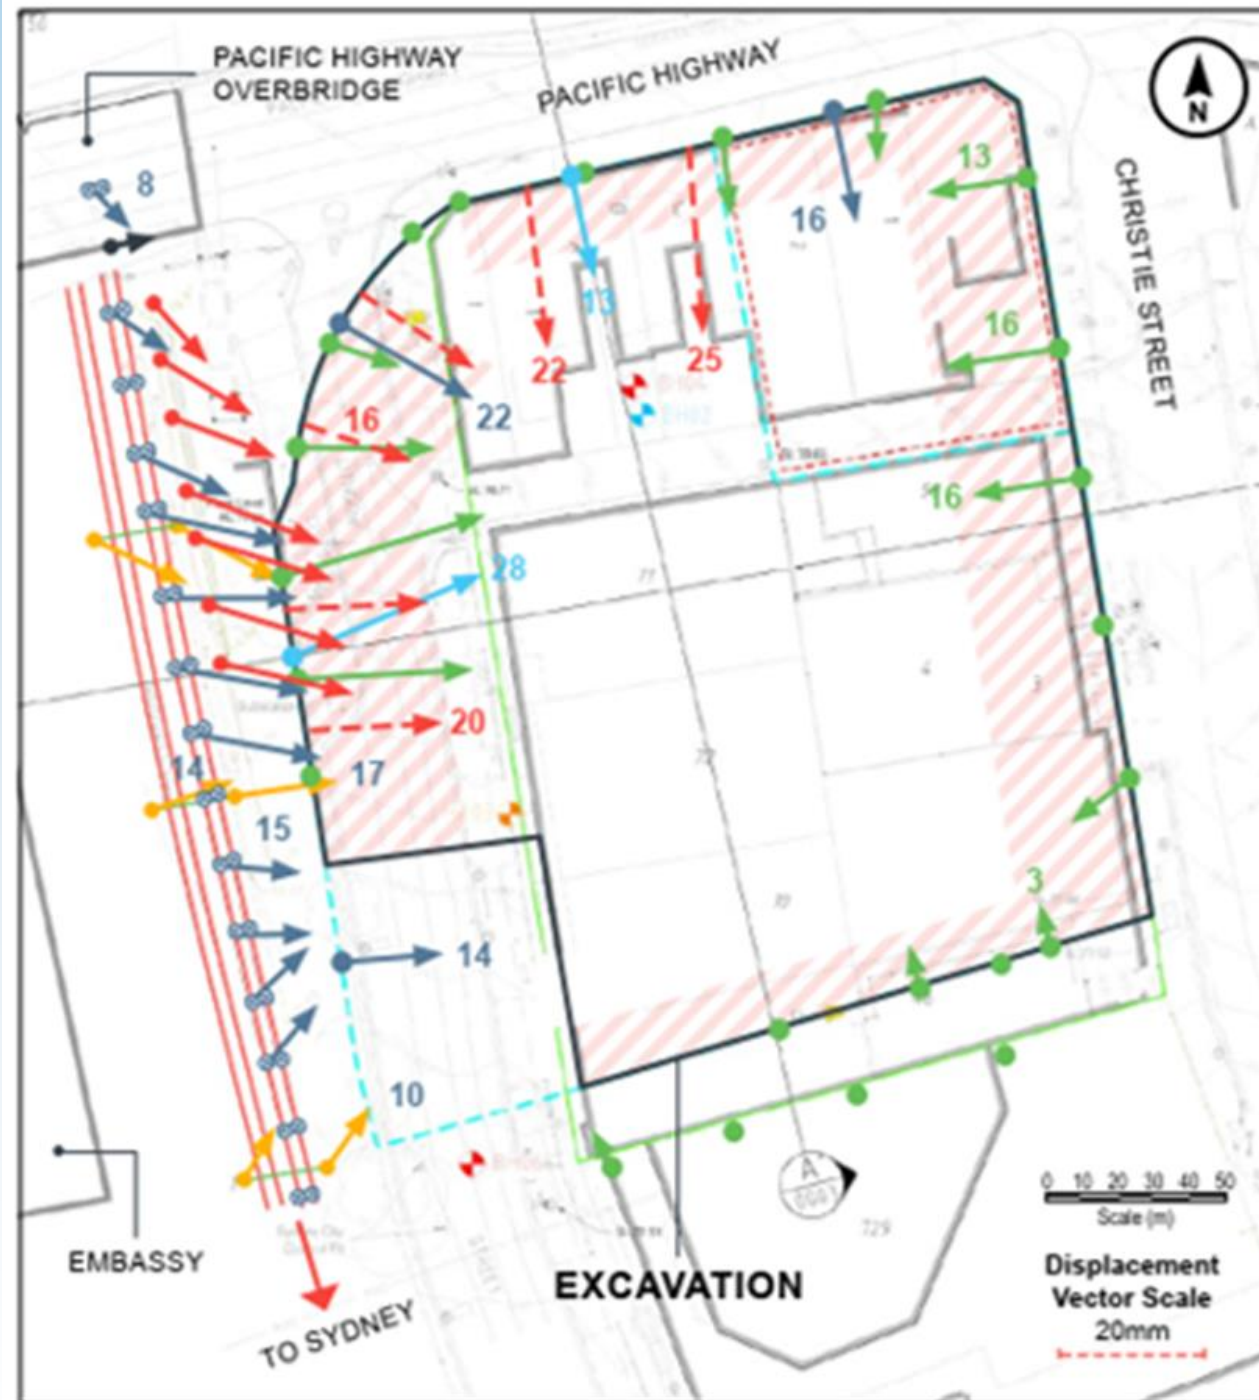 PACIFIC HIGHWAY
OVERBRIDGE
PACIFIC HIGHWAY
N
CHRISTIE STREET
8
13
16
13
16
22
25
22
16
16
28
20
14
17
15
3
14
10
A
EMBASSY
EXCAVATION
TO SYDNEY
729
0 10 20 30 40 50
Scale (m)
Displacement
Vector Scale
20mm